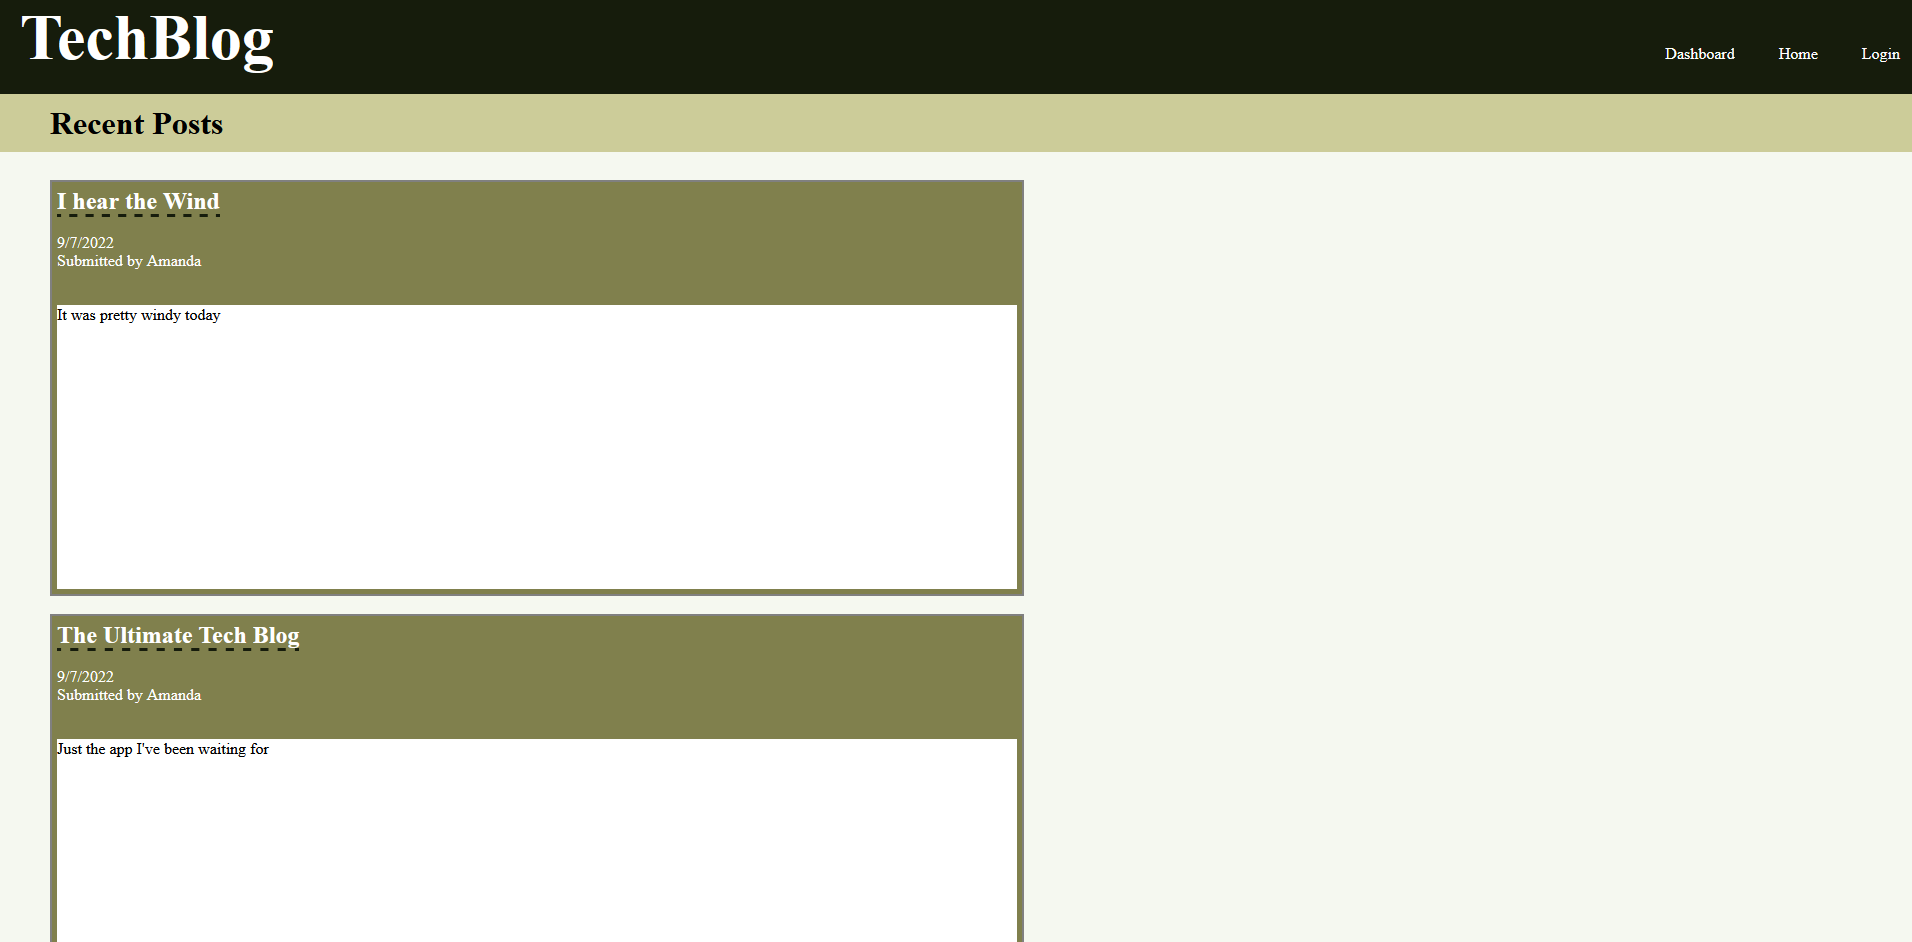 TechBlog
Dashboard Home Login
Recent Posts
I hear the Wind
9/7/2022
Submitted by Amanda
It was pretty windy today
The Ultimate Tech Blog
9/7/2022
Submitted by Amanda
Just the app I've been waiting for